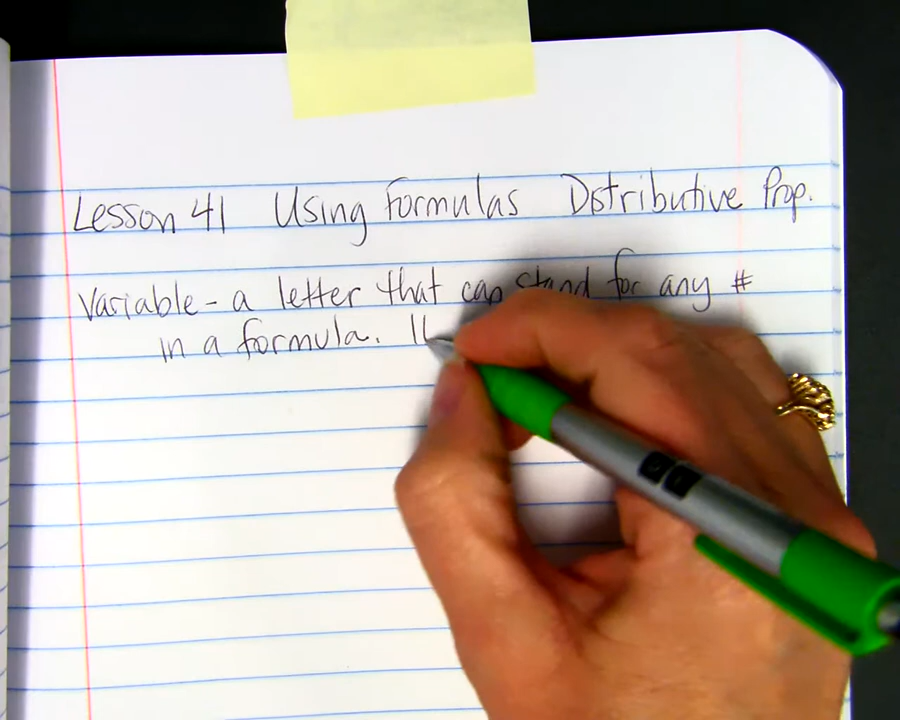 Lesson 41 Using Formulas Distributive Prop.
Variable - a letter that can stand for any #
in a formula.